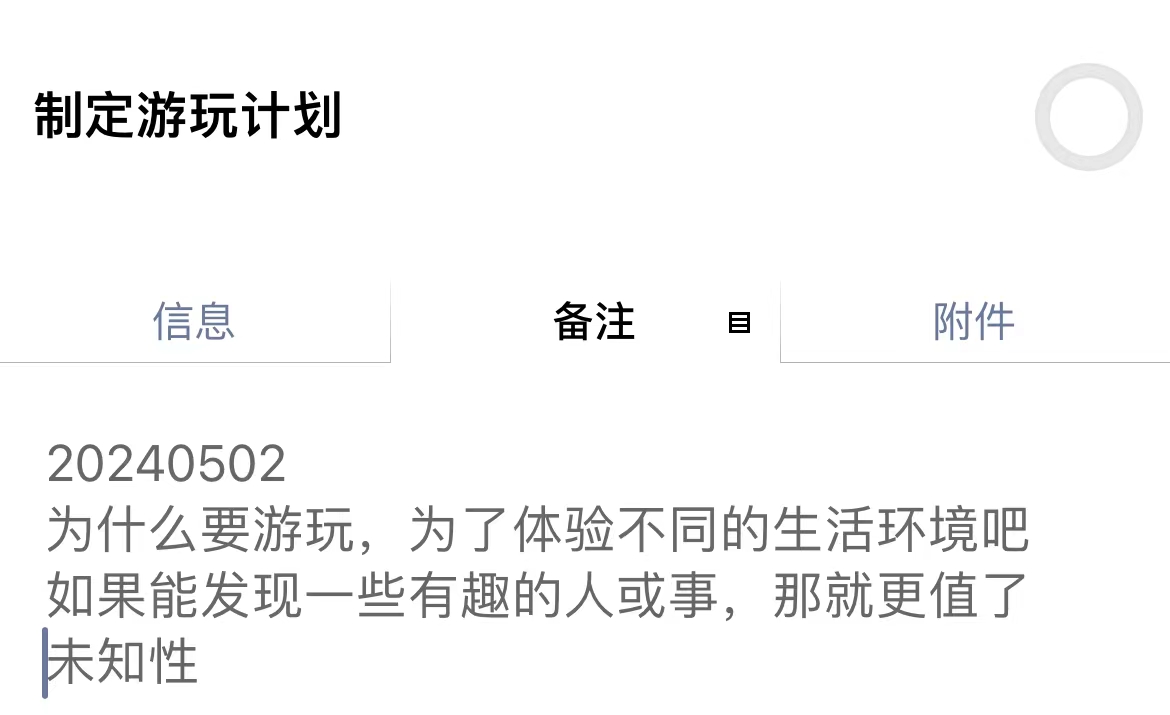 制定游玩计划
信息
备注
附件
20240502
为什么要游玩，为了体验不同的生活环境吧
如果能发现一些有趣的人或事，那就更值了
未知性